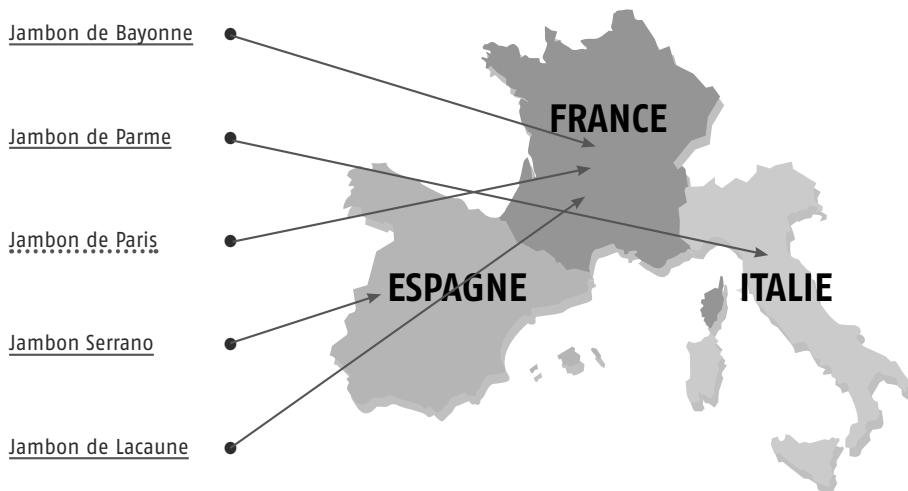 Jambon de Bayonne
FRANCE
Jambon de Parme
Jambon de Paris
ESPAGNE
ITALIE
Jambon Serrano
Jambon de Lacaune